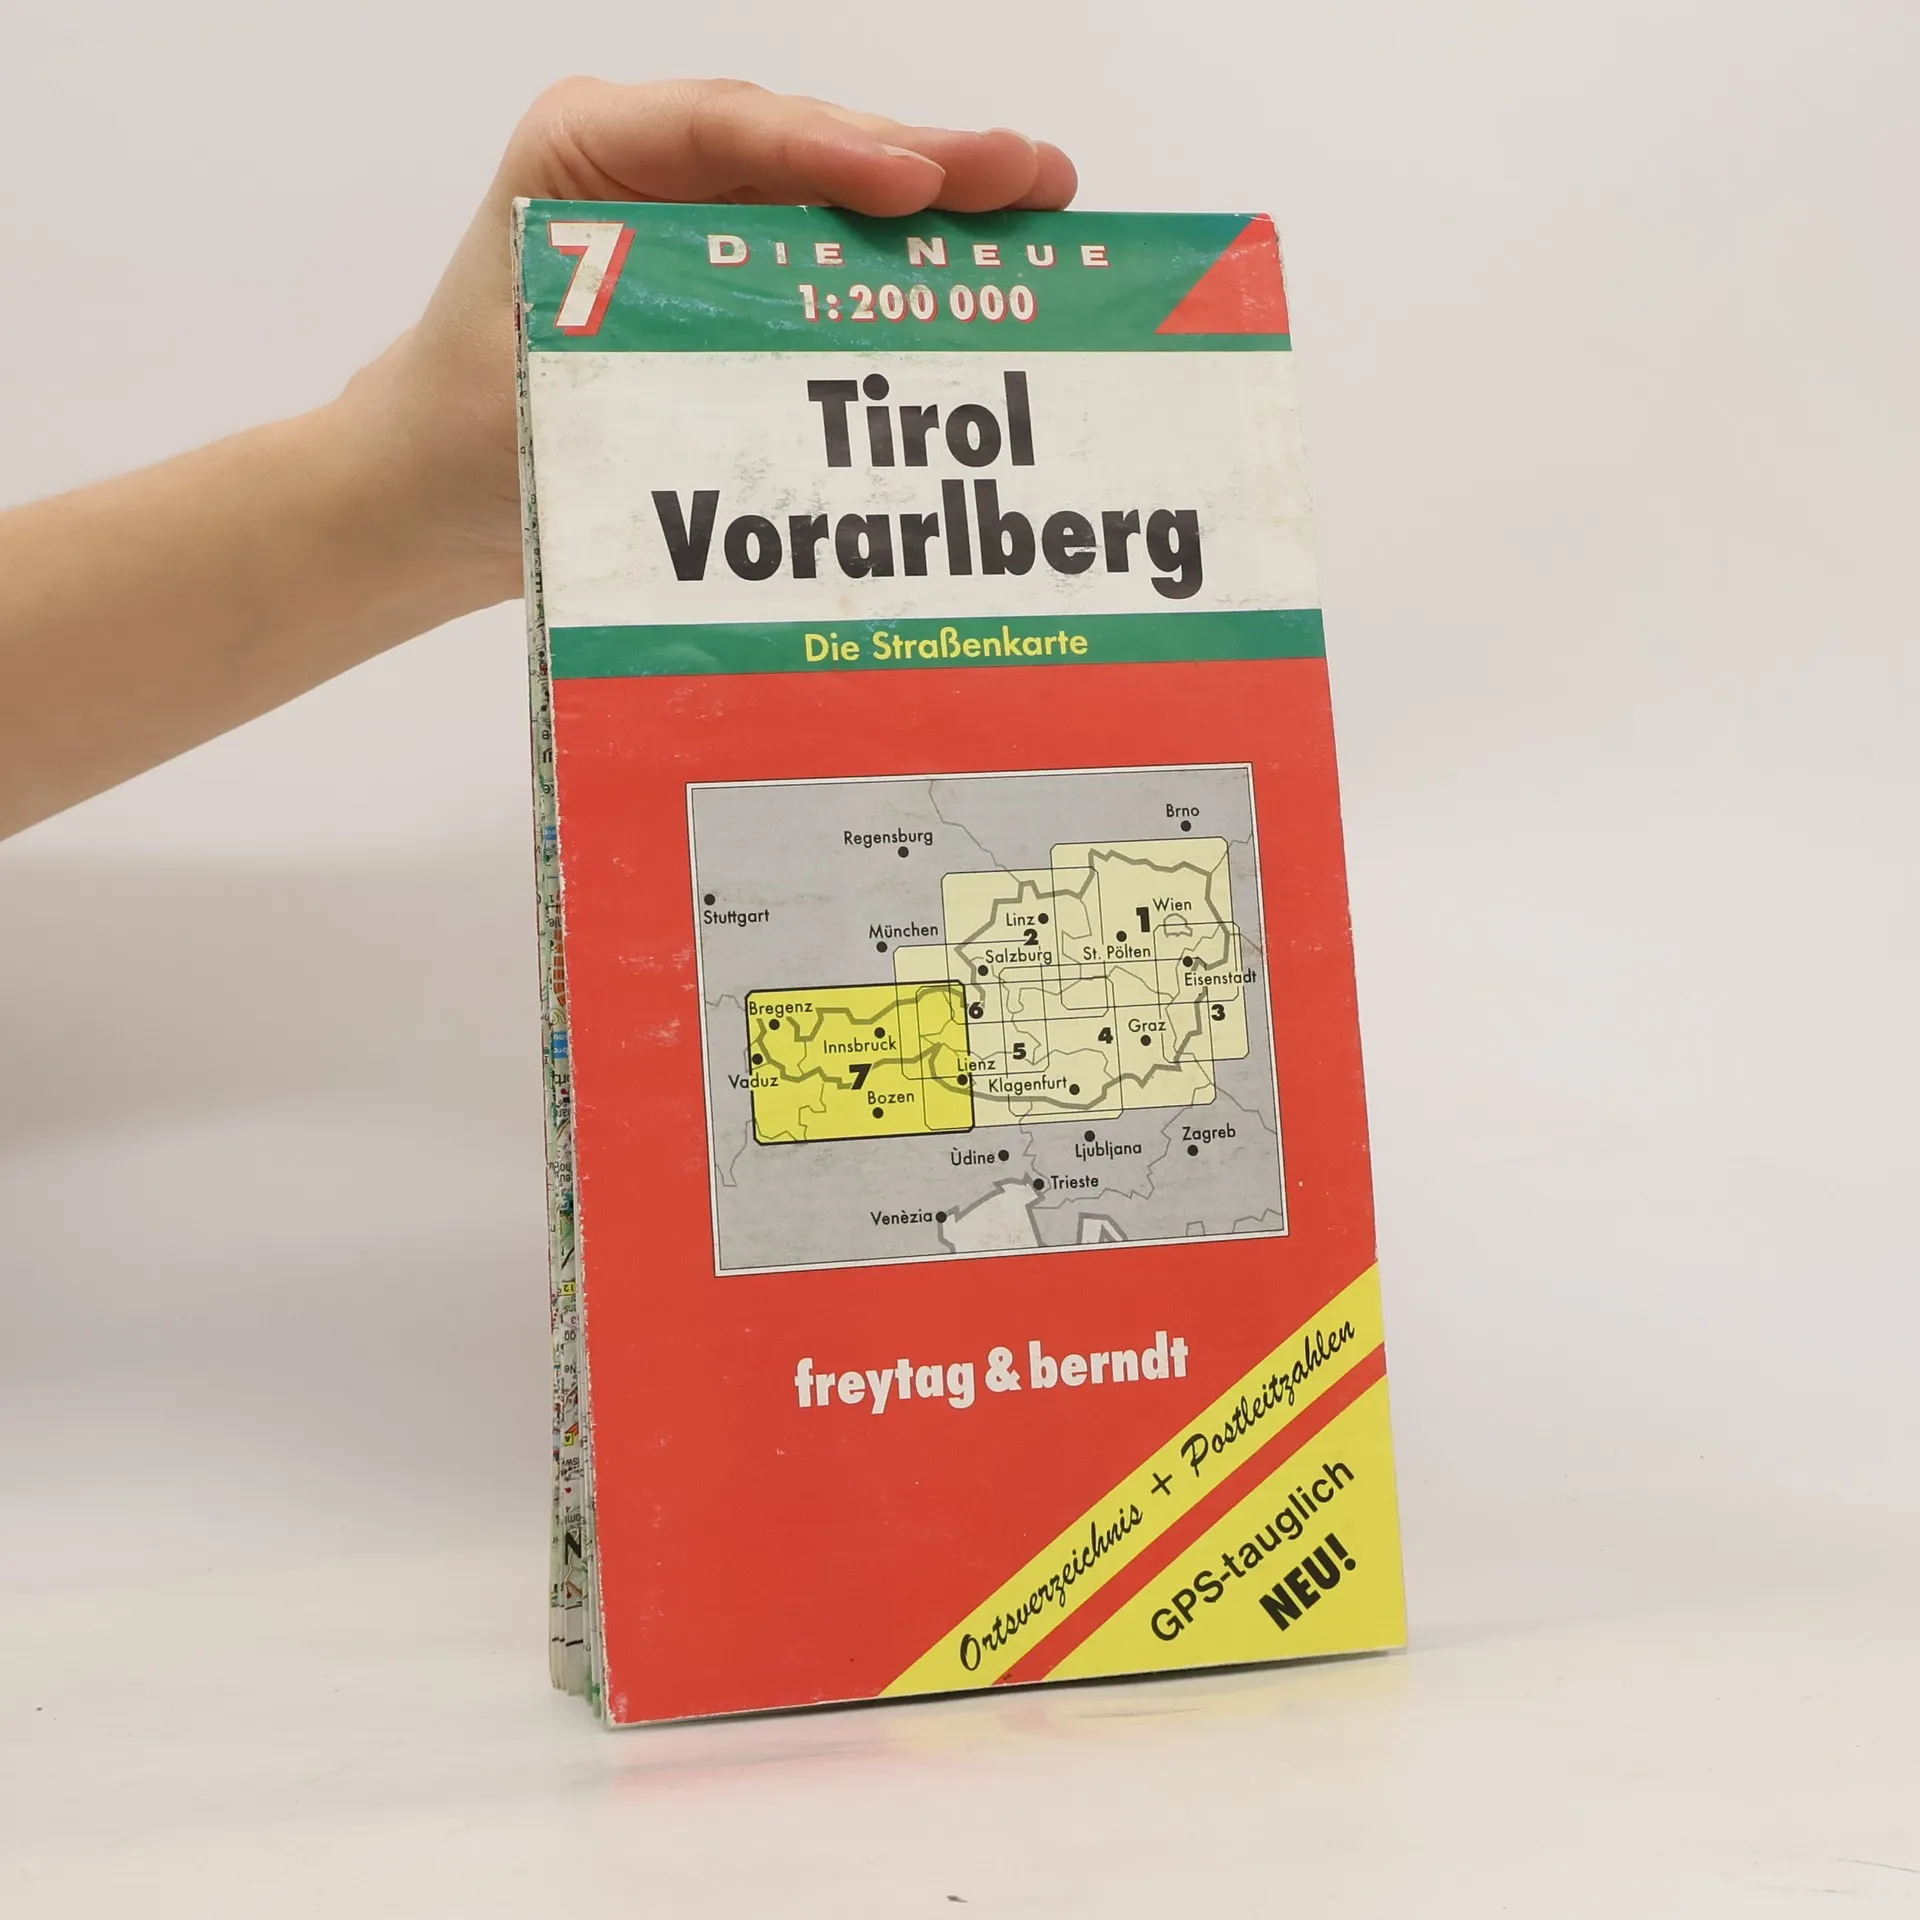 7
DIE NEUE
1:200 000
Tirol
Vorarlberg
Die Straßenkarte
Brno
Regensburg
Stuttgart
München
Linz
2
1
Wien
Salzburg
St. Pölten
Eisenstadt
Bregenz
6
3
Innsbruck
5
4
Graz
Vaduz
7
Lienz
Klagenfurt
Bozen
Ùdine
Ljubljana
Zagreb
Trieste
Venèzia
freytag & berndt
Ortsverzeichnis + Postleitzahlen
GPS-tauglich
NEU!